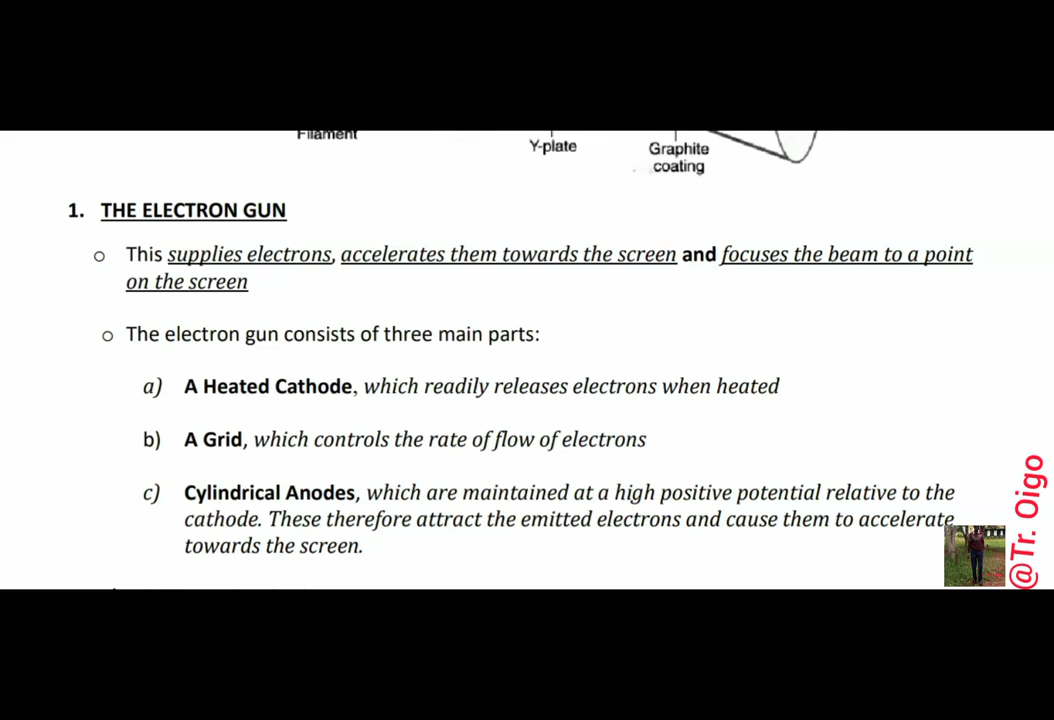 Filament
Y-plate
Graphite
coating
1. THE ELECTRON GUN
o This supplies electrons, accelerates them towards the screen and focuses the beam to a point
on the screen
o The electron gun consists of three main parts:
a) A Heated Cathode, which readily releases electrons when heated
b) A Grid, which controls the rate of flow of electrons
c) Cylindrical Anodes, which are maintained at a high positive potential relative to the
cathode. These therefore attract the emitted electrons and cause them to accelerate
towards the screen.
@Tr. Oigo